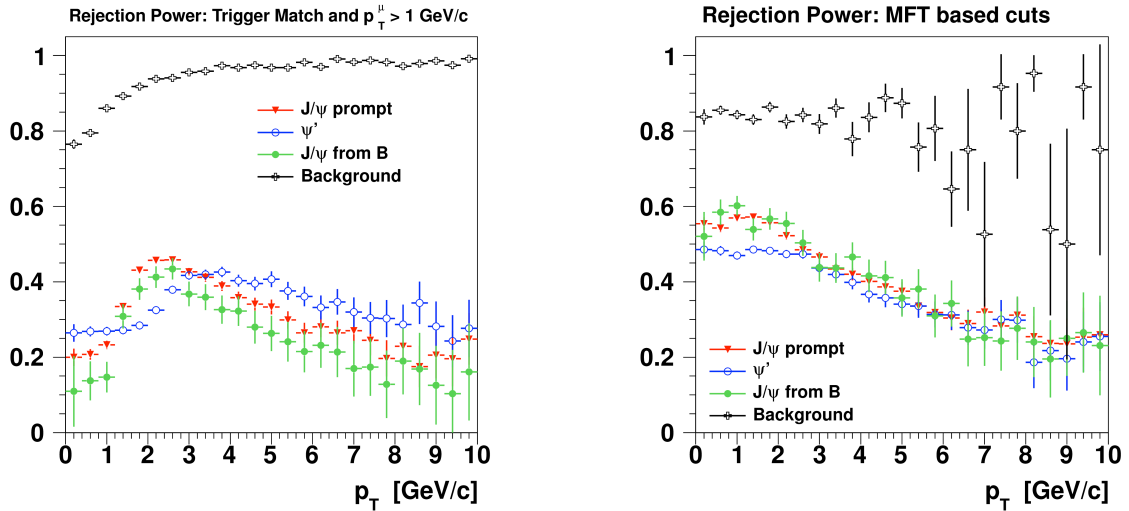 Rejection Power: Trigger Match and p_T^μ > 1 GeV/c
1
0.8
0.6
0.4
0.2
0
J/ψ prompt
ψ'
J/ψ from B
Background
0 1 2 3 4 5 6 7 8 9 10
p_T [GeV/c]
Rejection Power: MFT based cuts
1
0.8
0.6
0.4
0.2
0
J/ψ prompt
ψ'
J/ψ from B
Background
0 1 2 3 4 5 6 7 8 9 10
p_T [GeV/c]